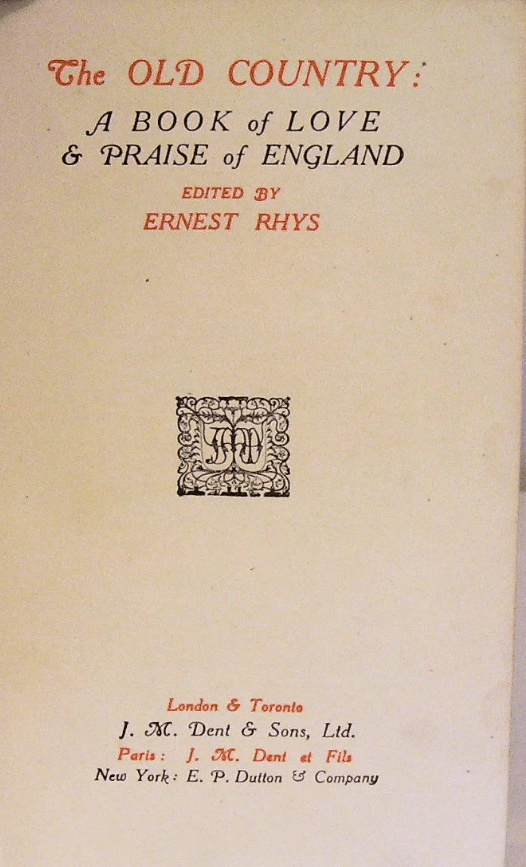 The OLD COUNTRY:
A BOOK of LOVE
& PRAISE of ENGLAND
EDITED BY
ERNEST RHYS
JMD
London & Toronto
J. M. Dent & Sons, Ltd.
Paris: J. M. Dent et Fils
New York: E. P. Dutton & Company